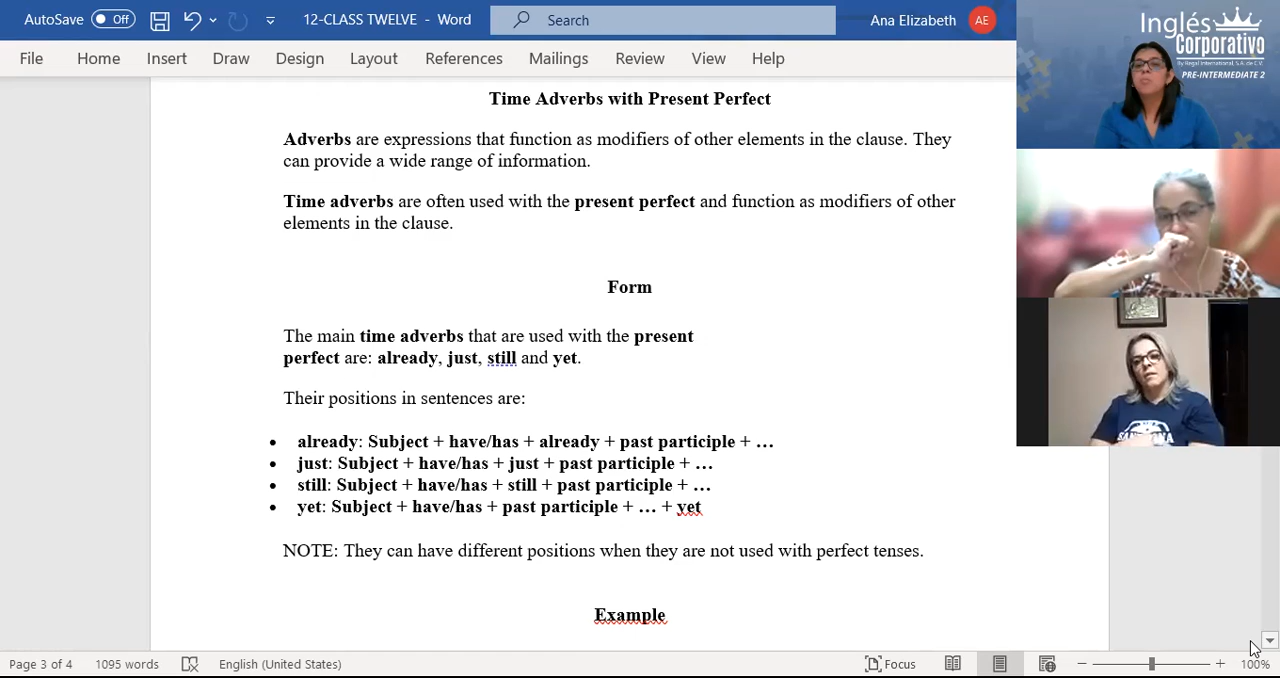 AutoSave Off 12-CLASS TWELVE - Word Search Ana Elizabeth AE
File Home Insert Draw Design Layout References Mailings Review View Help
Time Adverbs with Present Perfect
Adverbs are expressions that function as modifiers of other elements in the clause. They
can provide a wide range of information.
Time adverbs are often used with the present perfect and function as modifiers of other
elements in the clause.
Form
The main time adverbs that are used with the present
perfect are: already, just, still and yet.
Their positions in sentences are:
• already: Subject + have/has + already + past participle + …
• just: Subject + have/has + just + past participle + …
• still: Subject + have/has + still + past participle + …
• yet: Subject + have/has + past participle + … + yet
NOTE: They can have different positions when they are not used with perfect tenses.
Example
Page 3 of 4 1095 words English (United States) Focus 100%
Inglés
Corporativo
By Regal International, S.A. de C.V.
PRE-INTERMEDIATE 2